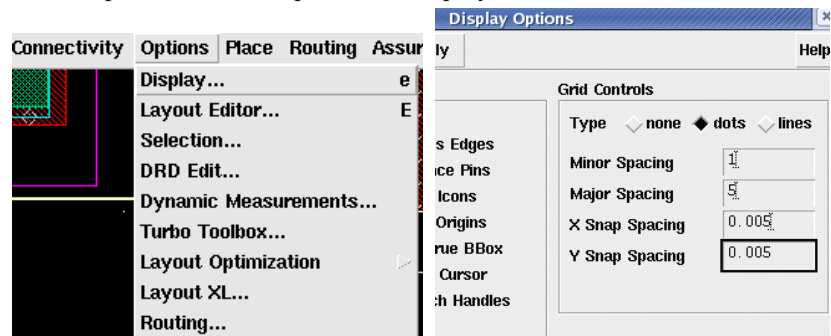 Connectivity Options Place Routing Assur
Display... e
Layout Editor... E
Selection...
DRD Edit...
Dynamic Measurements...
Turbo Toolbox...
Layout Optimization
Layout XL...
Routing...
Display Options
ly Help
Grid Controls
Type none dots lines
s Edges
Minor Spacing 1
ce Pins
Major Spacing 5
Icons
Origins
X Snap Spacing 0.005
rue BBox
Y Snap Spacing 0.005
Cursor
ch Handles